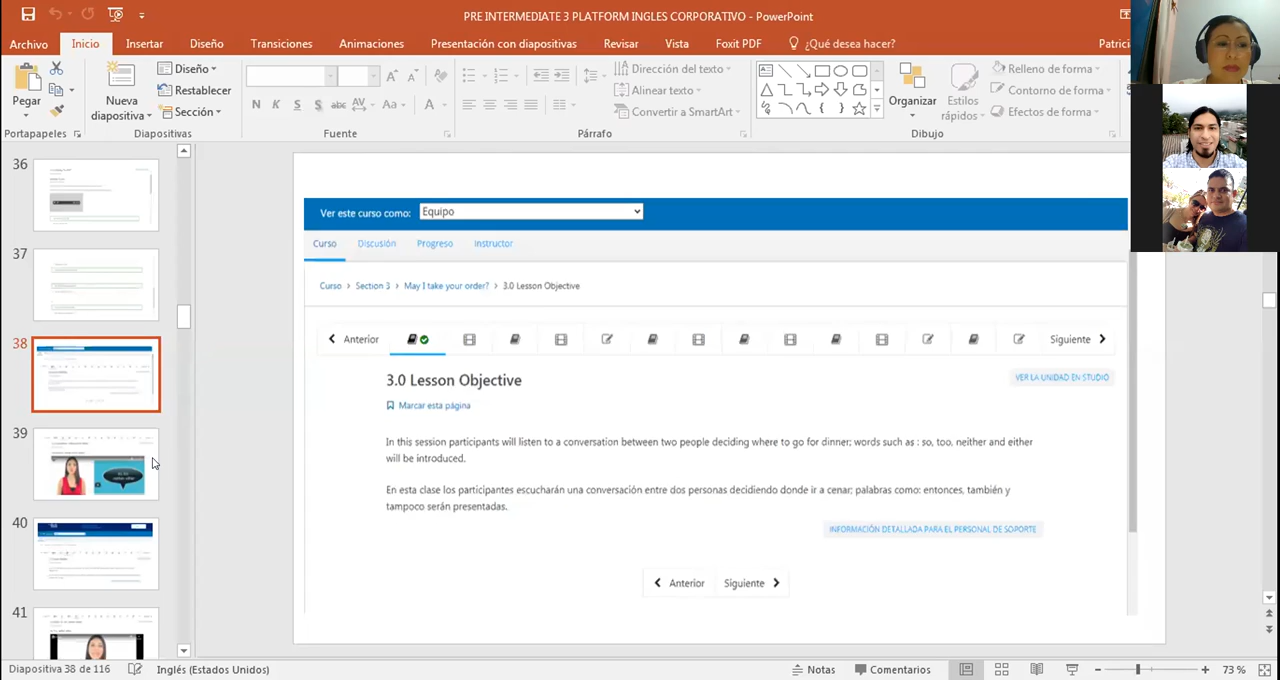 PRE INTERMEDIATE 3 PLATFORM INGLES CORPORATIVO - PowerPoint
Archivo Inicio Insertar Diseño Transiciones Animaciones Presentación con diapositivas Revisar Vista Foxit PDF ¿Qué desea hacer? Patrici
Pegar
Nueva diapositiva
Diseño
Restablecer
Sección
N K S S abc AV Aa A
Dirección del texto
Alinear texto
Convertir a SmartArt
Organizar
Estilos rápidos
Relleno de forma
Contorno de forma
Efectos de forma
Portapapeles Diapositivas Fuente Párrafo Dibujo
36
37
38
39
40
41
Ver este curso como: Equipo
Curso Discusión Progreso Instructor
Curso > Section 3 > May I take your order? > 3.0 Lesson Objective
Anterior Siguiente
3.0 Lesson Objective
VER LA UNIDAD EN STUDIO
Marcar esta página
In this session participants will listen to a conversation between two people deciding where to go for dinner; words such as : so, too, neither and either
will be introduced.
En esta clase los participantes escucharán una conversación entre dos personas decidiendo donde ir a cenar; palabras como: entonces, también y
tampoco serán presentadas.
INFORMACIÓN DETALLADA PARA EL PERSONAL DE SOPORTE
Anterior Siguiente
Diapositiva 38 de 116 Inglés (Estados Unidos) Notas Comentarios 73 %